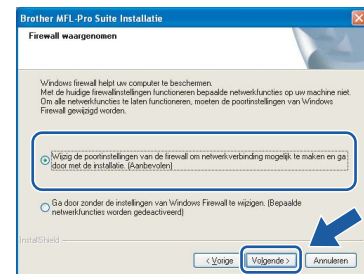 Brother MFL-Pro Suite Installatie
Firewall waargenomen
Windows firewall helpt uw computer te beschermen.
Met de huidige firewallinstellingen functioneren bepaalde netwerkfuncties op uw machine niet.
Om alle netwerkfuncties te laten functioneren, moeten de poortinstellingen van Windows
Firewall gewijzigd worden.
Wijzig de poortinstellingen van de firewall om netwerkverbinding mogelijk te maken en ga
door met de installatie. (Aanbevolen)
Ga door zonder de instellingen van Windows Firewall te wijzigen. (Bepaalde
netwerkfuncties worden gedeactiveerd)
InstallShield
< Vorige
Volgende >
Annuleren